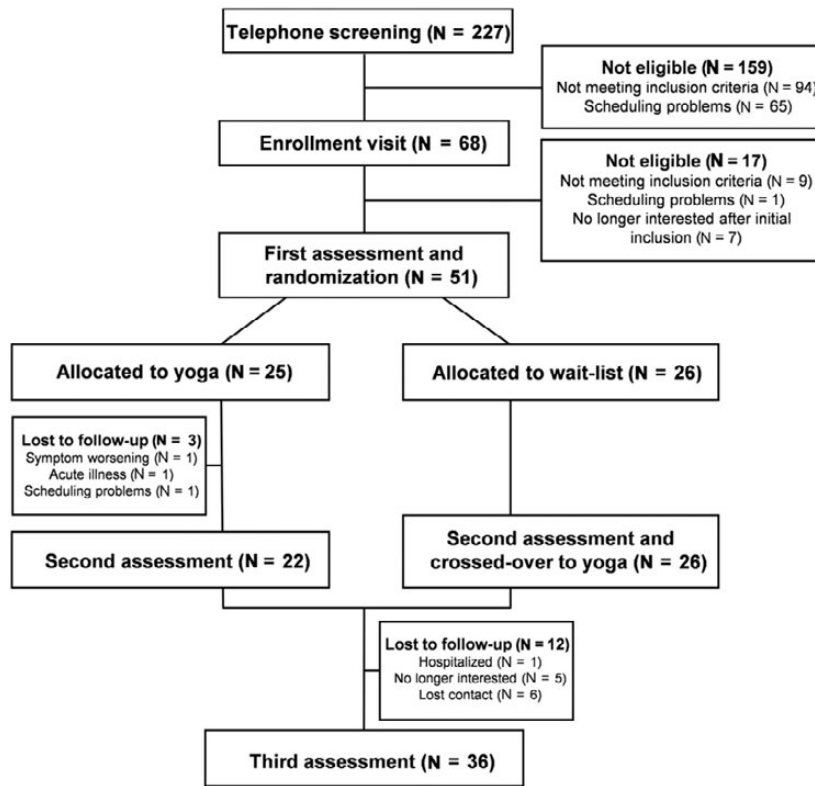 Telephone screening (N = 227)
Not eligible (N = 159)
Not meeting inclusion criteria (N = 94)
Scheduling problems (N = 65)
Enrollment visit (N = 68)
Not eligible (N = 17)
Not meeting inclusion criteria (N = 9)
Scheduling problems (N = 1)
No longer interested after initial
inclusion (N = 7)
First assessment and
randomization (N = 51)
Allocated to yoga (N = 25)
Allocated to wait-list (N = 26)
Lost to follow-up (N = 3)
Symptom worsening (N = 1)
Acute illness (N = 1)
Scheduling problems (N = 1)
Second assessment (N = 22)
Second assessment and
crossed-over to yoga (N = 26)
Lost to follow-up (N = 12)
Hospitalized (N = 1)
No longer interested (N = 5)
Lost contact (N = 6)
Third assessment (N = 36)